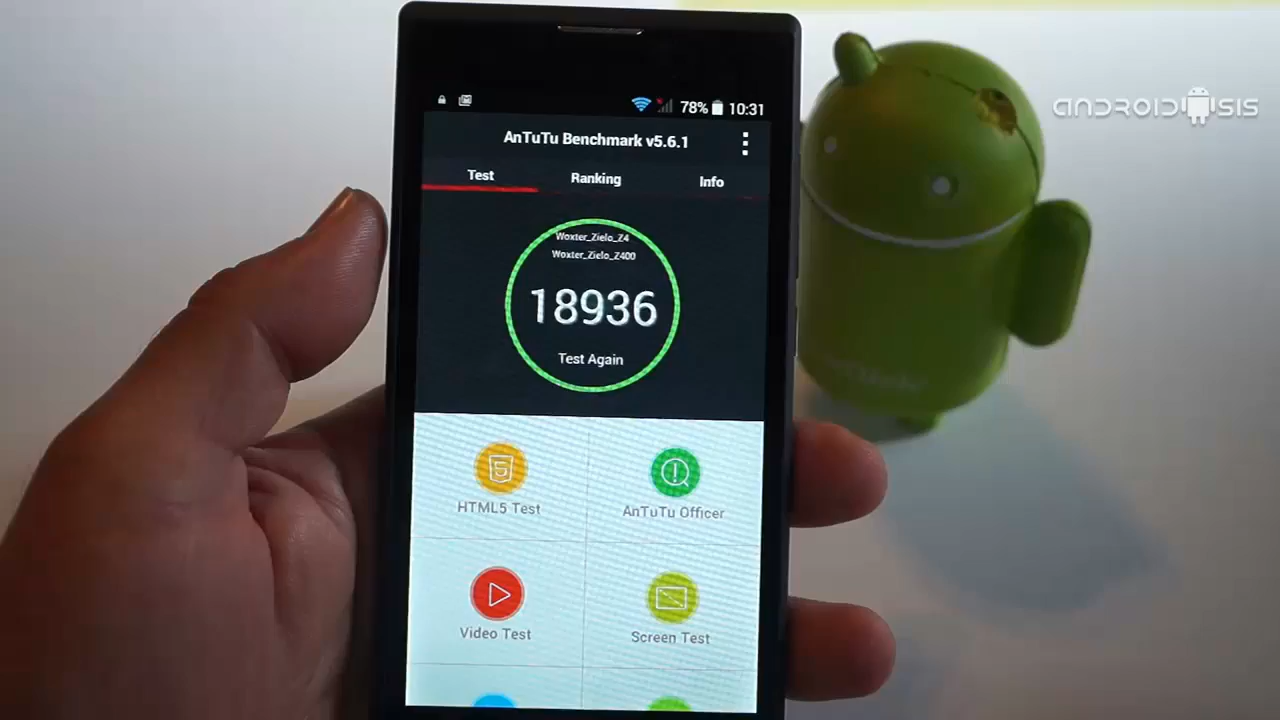 78% 10:31
AnTuTu Benchmark v5.6.1
Test Ranking Info
Woxter_Zielo_Z4
Woxter_Zielo_Z400
18936
Test Again
HTML5 Test
AnTuTu Officer
Video Test
Screen Test
ANDROIDSIS